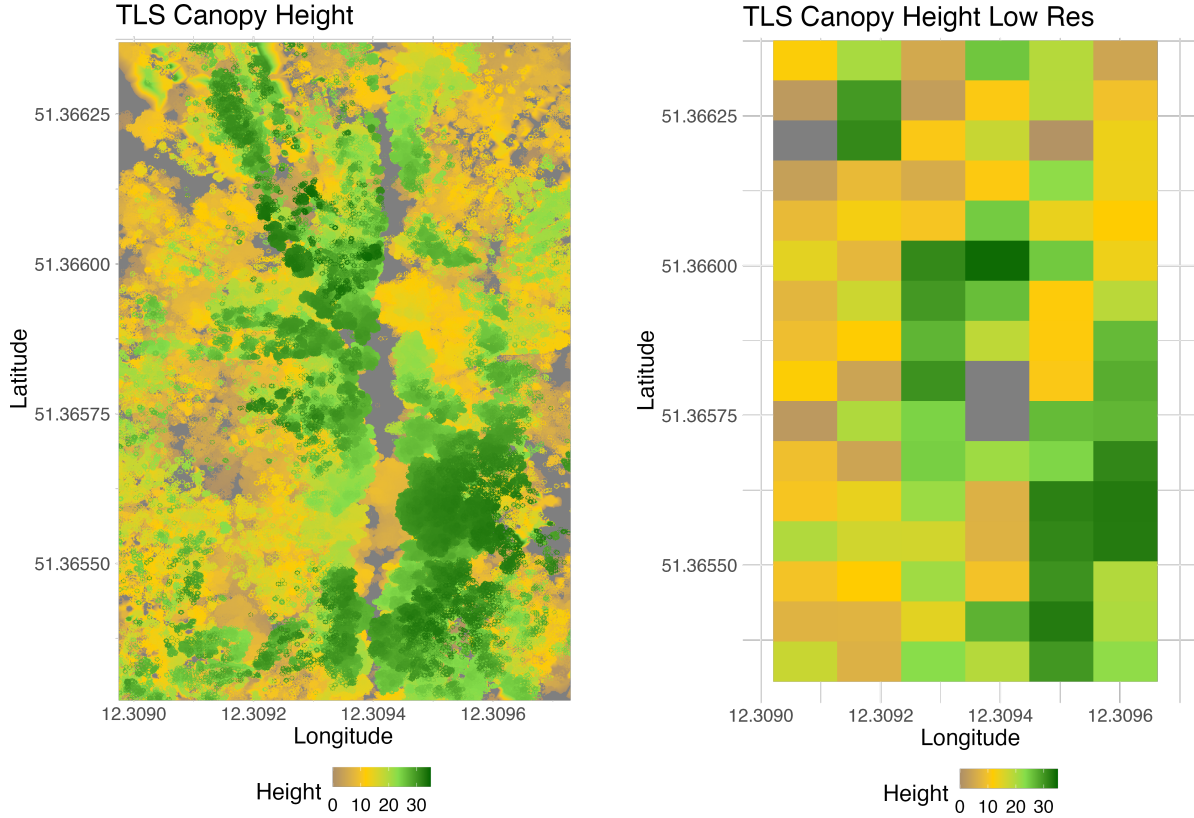 TLS Canopy Height
51.36625
51.36600
51.36575
51.36550
Latitude
12.3090 12.3092 12.3094 12.3096
Longitude
Height
0 10 20 30
TLS Canopy Height Low Res
51.36625
51.36600
51.36575
51.36550
Latitude
12.3090 12.3092 12.3094 12.3096
Longitude
Height
0 10 20 30